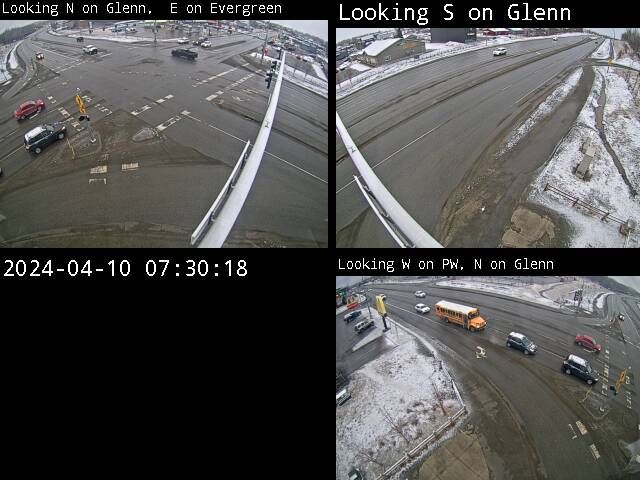 Looking N on Glenn, E on Evergreen
Looking S on Glenn
2024-04-10 07:30:18
Looking W on PW, N on Glenn